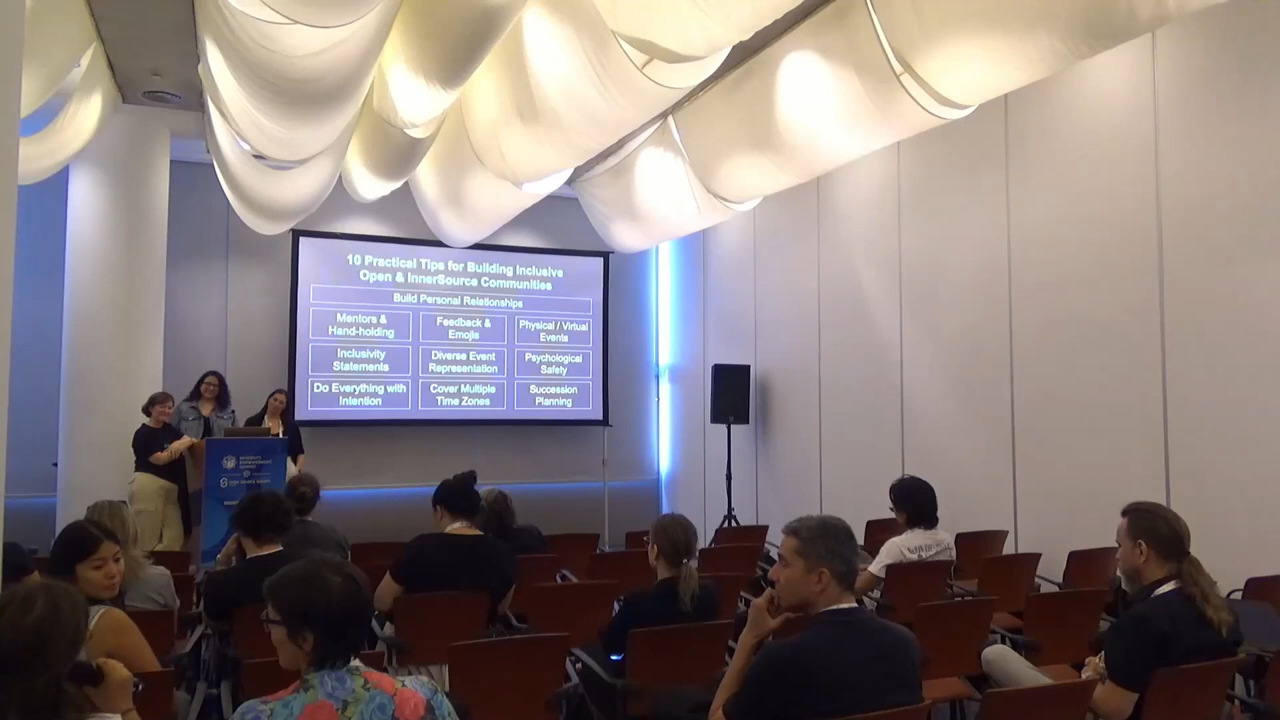 10 Practical Tips for Building Inclusive
Open & InnerSource Communities
Build Personal Relationships
Mentors &
Hand-holding
Feedback &
Emojis
Physical / Virtual
Events
Inclusivity
Statements
Diverse Event
Representation
Psychological
Safety
Do Everything with
Intention
Cover Multiple
Time Zones
Succession
Planning